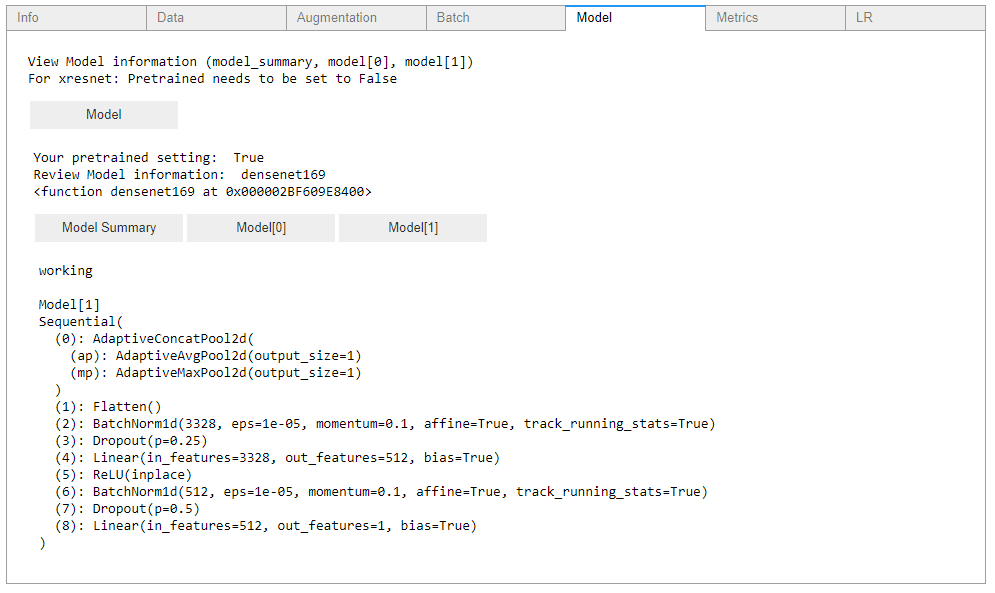 Info Data Augmentation Batch Model Metrics LR
View Model information (model_summary, model[0], model[1])
For xresnet: Pretrained needs to be set to False
Model
Your pretrained setting:  True
Review Model information:  densenet169
<function densenet169 at 0x000002BF609E8400>
Model Summary Model[0] Model[1]
working
Model[1]
Sequential(
  (0): AdaptiveConcatPool2d(
    (ap): AdaptiveAvgPool2d(output_size=1)
    (mp): AdaptiveMaxPool2d(output_size=1)
  )
  (1): Flatten()
  (2): BatchNorm1d(3328, eps=1e-05, momentum=0.1, affine=True, track_running_stats=True)
  (3): Dropout(p=0.25)
  (4): Linear(in_features=3328, out_features=512, bias=True)
  (5): ReLU(inplace)
  (6): BatchNorm1d(512, eps=1e-05, momentum=0.1, affine=True, track_running_stats=True)
  (7): Dropout(p=0.5)
  (8): Linear(in_features=512, out_features=1, bias=True)
)